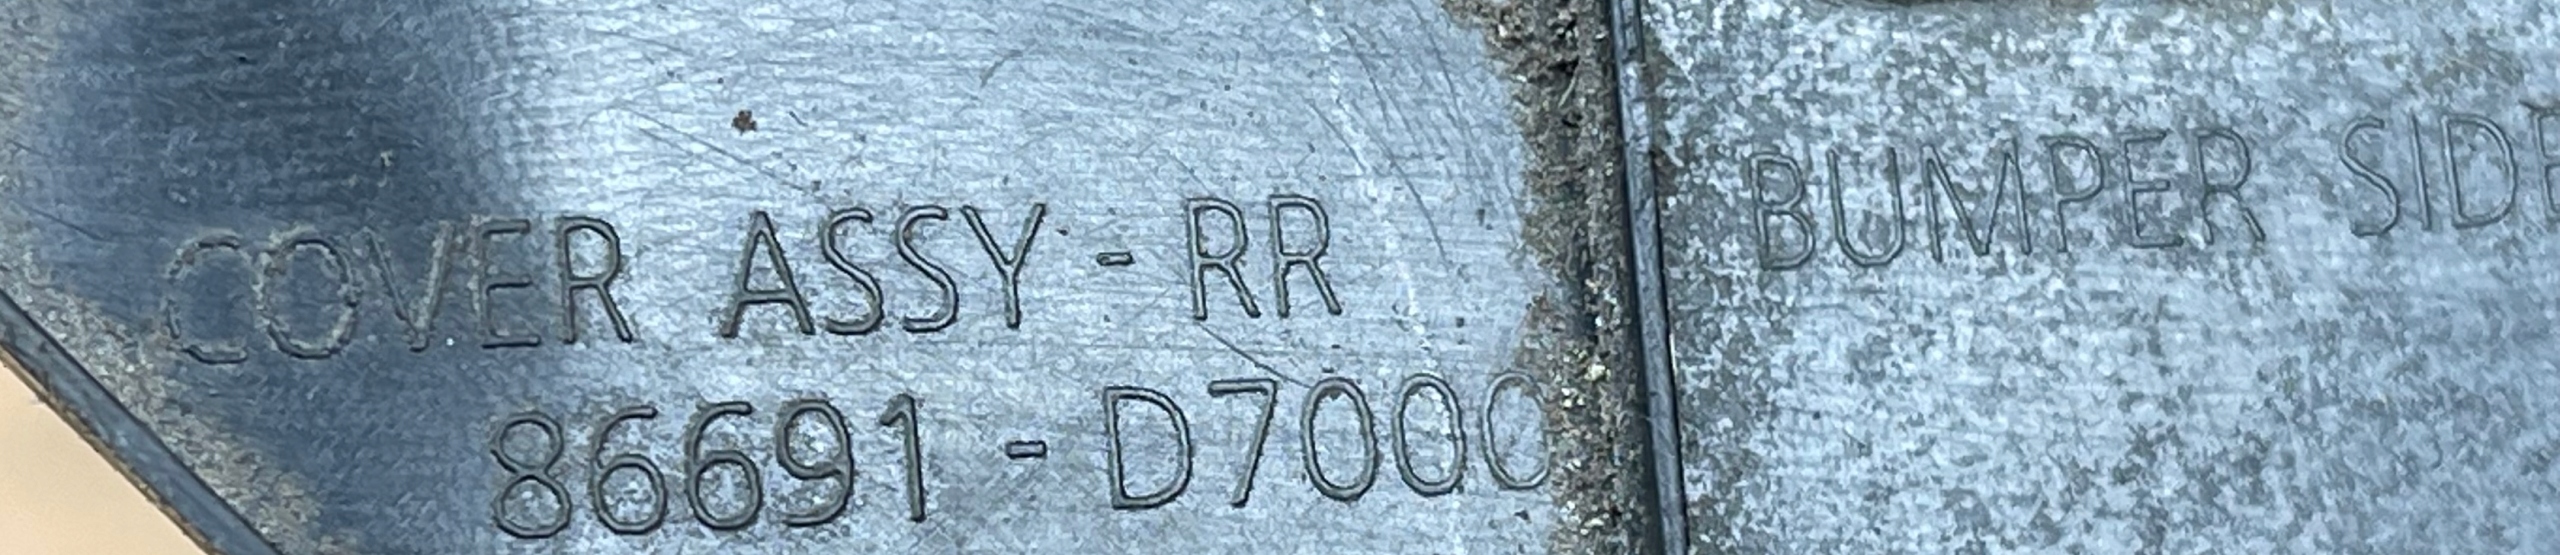 COVER ASSY - RR BUMPER SIDE
86691 - D7000